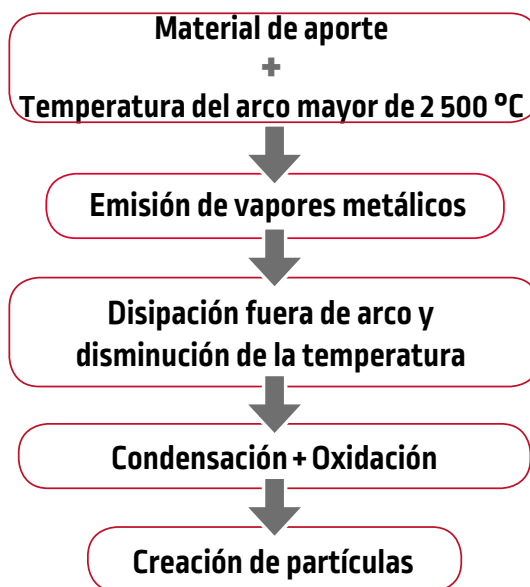 Material de aporte
+
Temperatura del arco mayor de 2 500 ºC
Emisión de vapores metálicos
Disipación fuera de arco y
disminución de la temperatura
Condensación + Oxidación
Creación de partículas